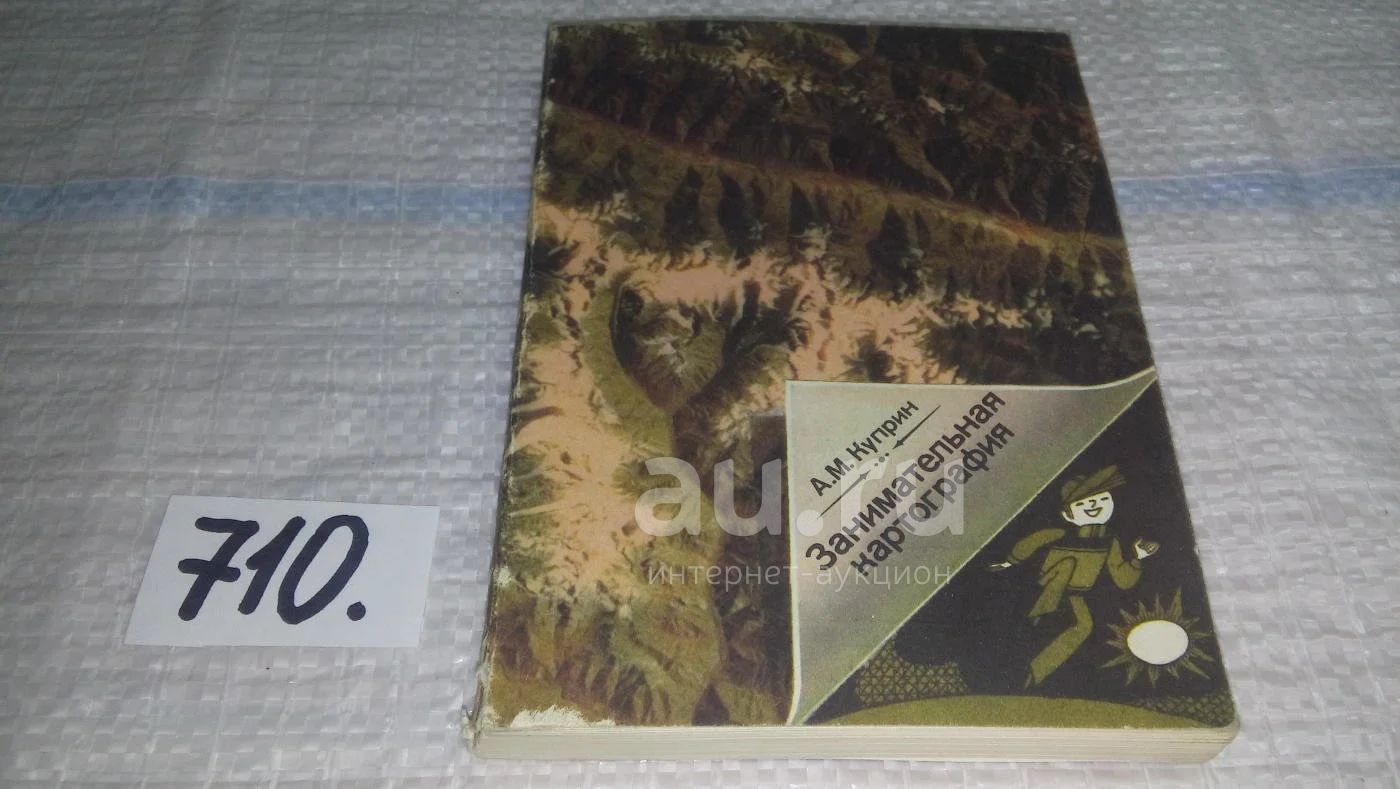 710.
А.М. Куприн
Занимательная
картография
au.ru
интернет-аукцион